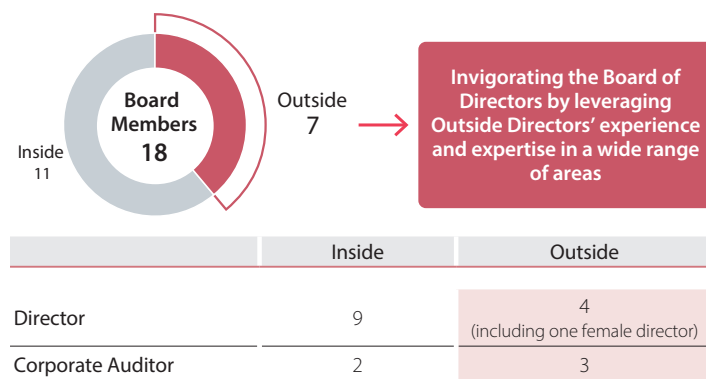 Board
Members
18
Inside
11
Outside
7
Invigorating the Board of
Directors by leveraging
Outside Directors’ experience
and expertise in a wide range
of areas
Inside Outside
Director 9 4
(including one female director)
Corporate Auditor 2 3